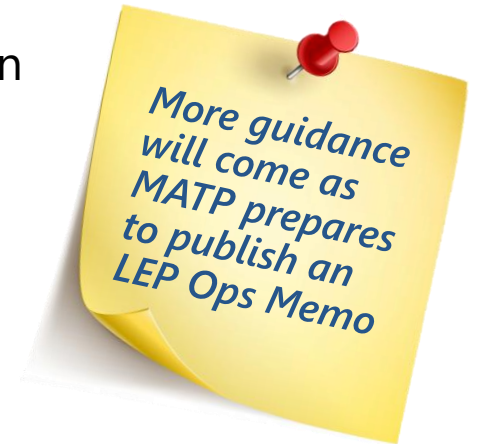 n
More guidance
will come as
MATP prepares
to publish an
LEP Ops Memo